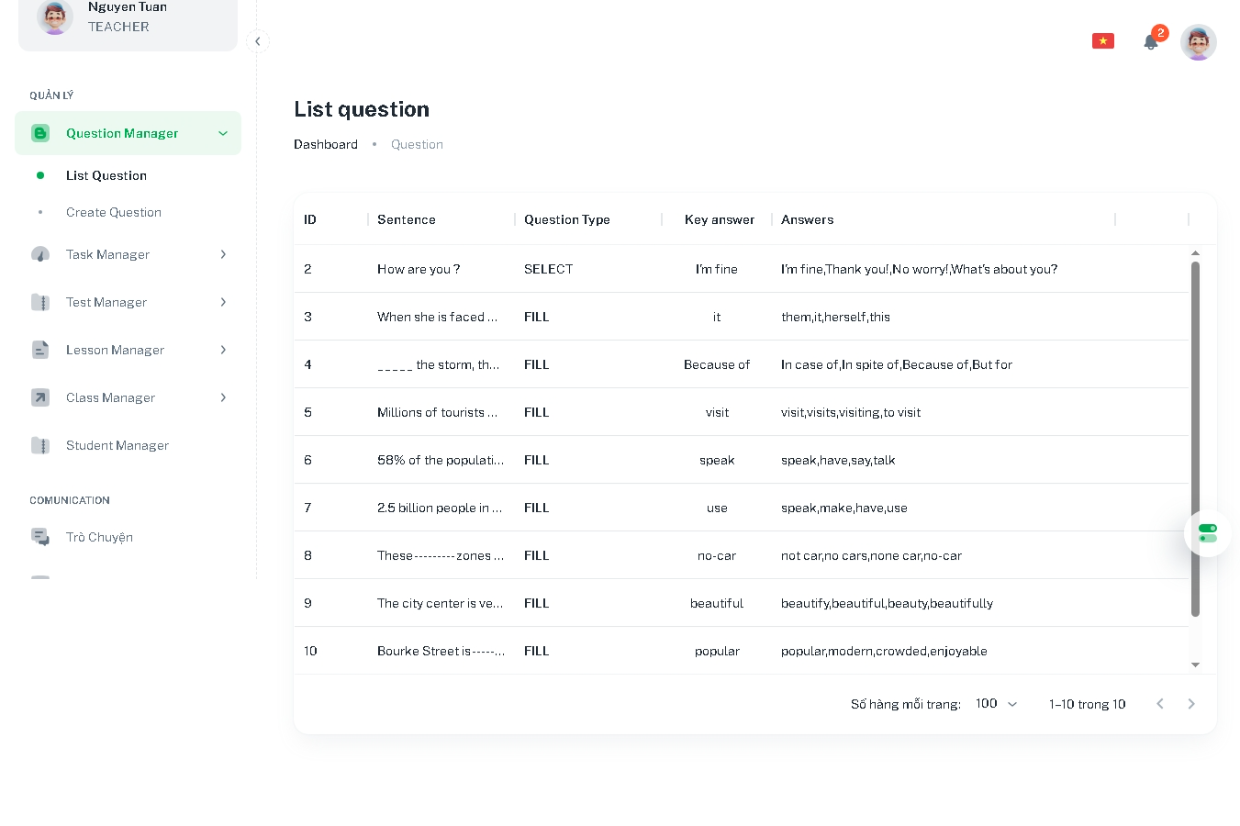 Nguyen Tuan
TEACHER
2
QUẢN LÝ
Question Manager
List Question
Create Question
Task Manager
Test Manager
Lesson Manager
Class Manager
Student Manager
COMUNICATION
Trò Chuyện
List question
Dashboard • Question
ID Sentence Question Type Key answer Answers
2 How are you ? SELECT I'm fine I'm fine,Thank you!,No worry!,What's about you?
3 When she is faced ... FILL it them,it,herself,this
4 _____ the storm, th... FILL Because of In case of,In spite of,Because of,But for
5 Millions of tourists ... FILL visit visit,visits,visiting,to visit
6 58% of the populati... FILL speak speak,have,say,talk
7 2.5 billion people in ... FILL use speak,make,have,use
8 These--------- zones ... FILL no-car not car,no cars,none car,no-car
9 The city center is ve... FILL beautiful beautify,beautiful,beauty,beautifully
10 Bourke Street is-----... FILL popular popular,modern,crowded,enjoyable
Số hàng mỗi trang: 100 1–10 trong 10